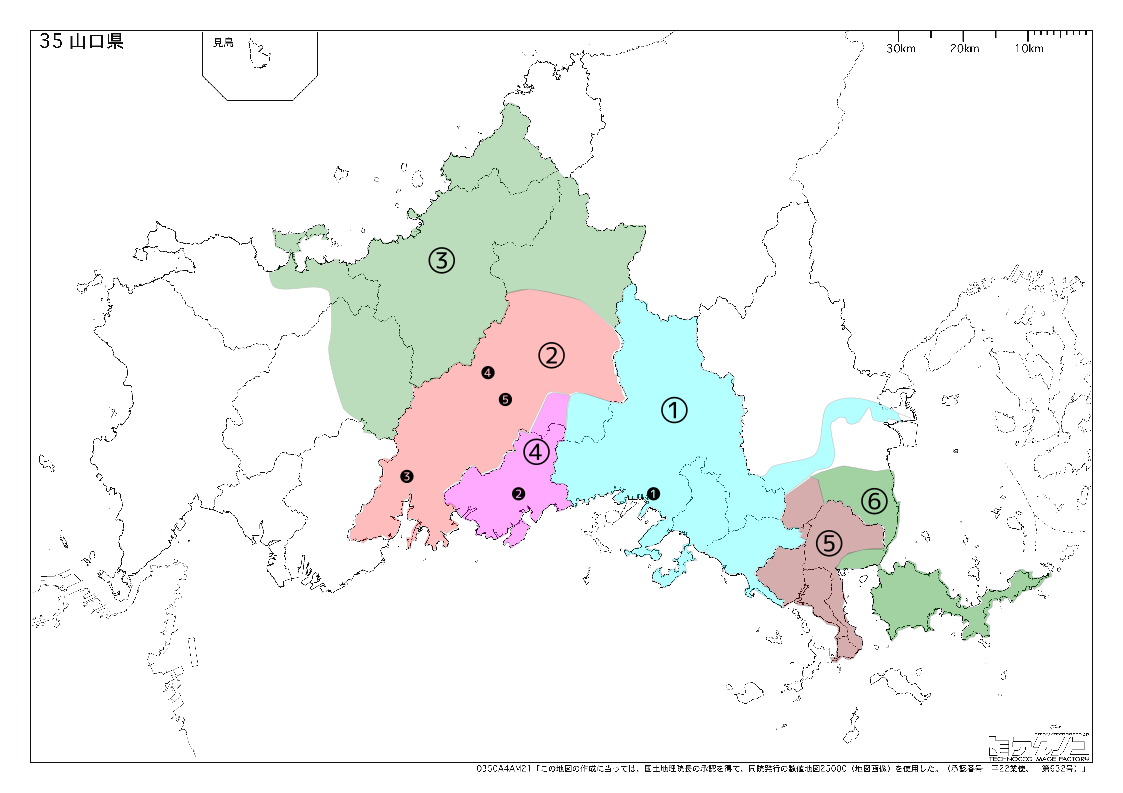 35 山口県
見島
30km 20km 10km
③
②
❹
❺
①
④
❸
❷
❶
⑥
⑤
テクノコ
TECHNOCO IMAGE FACTORY
0350A4AM21「この地図の作成に当っては、国土地理院長の承認を得て、同院発行の数値地図25000（地図画像）を使用した。（承認番号 平22業使、 第632号）」